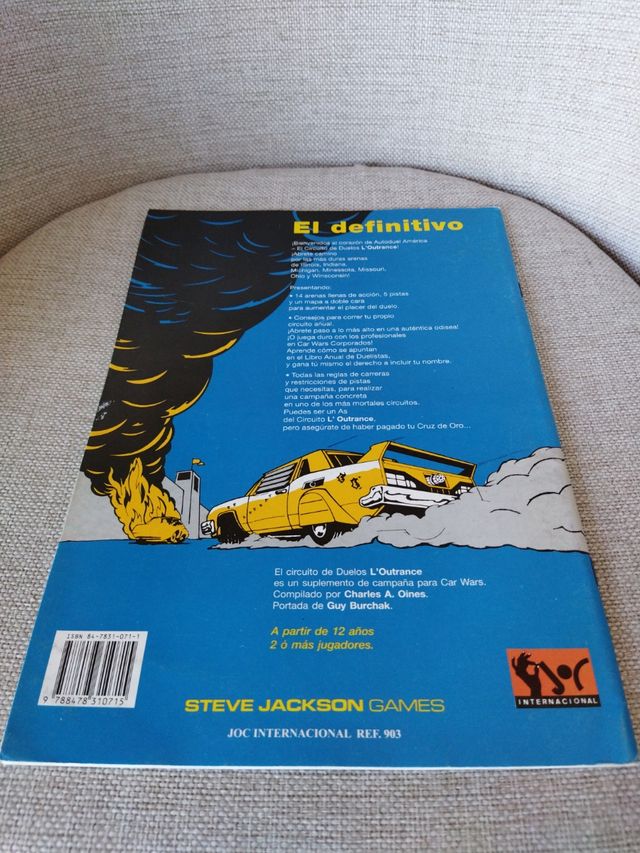 El definitivo
¡Bienvenidos al corazón de Autoduel América
– El Circuito de Duelos L'Outrance!
¡Ábrete camino
por las más duras arenas
de Illinois, Indiana,
Michigan, Minessota, Missouri,
Ohio y Winsconsin!
Presentando:
• 14 arenas llenas de acción, 5 pistas
y un mapa a doble cara
para aumentar el placer del duelo.
• Consejos para correr tu propio
circuito anual.
¡Ábrete paso a lo más alto en una auténtica odisea!
¡O juega duro con los profesionales
en Car Wars Corporados!
Aprende cómo se apuntan
en el Libro Anual de Duelistas,
y gana tú mismo el derecho a incluir tu nombre.
• Todas las reglas de carreras
y restricciones de pistas
que necesitas, para realizar
una campaña concreta
en uno de los más mortales circuitos.
Puedes ser un As
del Circuito L' Outrance,
pero asegúrate de haber pagado tu Cruz de Oro...
El circuito de Duelos L'Outrance
es un suplemento de campaña para Car Wars.
Compilado por Charles A. Oines.
Portada de Guy Burchak.
A partir de 12 años
2 ó más jugadores.
ISBN 84-7831-071-1
9 788478 310715
STEVE JACKSON GAMES
JOC INTERNACIONAL REF. 903
JOC
INTERNACIONAL